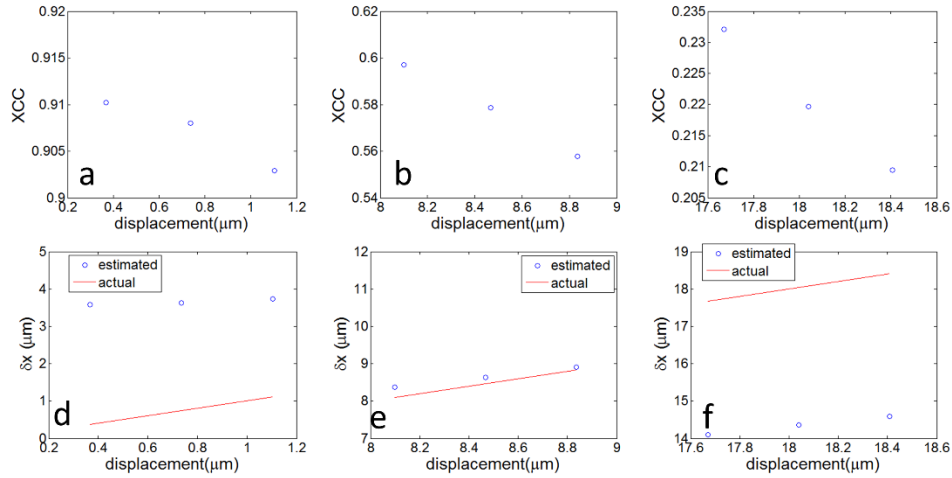 XCC
0.92
0.915
0.91
0.905
0.9
a
0.2 0.4 0.6 0.8 1 1.2
displacement(μm)
XCC
0.62
0.6
0.58
0.56
0.54
b
8 8.2 8.4 8.6 8.8 9
displacement(μm)
XCC
0.235
0.23
0.225
0.22
0.215
0.21
0.205
c
17.6 17.8 18 18.2 18.4 18.6
displacement(μm)
δx (μm)
5
4
3
2
1
0
estimated
actual
d
0.2 0.4 0.6 0.8 1 1.2
displacement(μm)
δx (μm)
12
11
10
9
8
7
estimated
actual
e
8 8.2 8.4 8.6 8.8 9
displacement(μm)
δx (μm)
19
18
17
16
15
14
estimated
actual
f
17.6 17.8 18 18.2 18.4 18.6
displacement(μm)